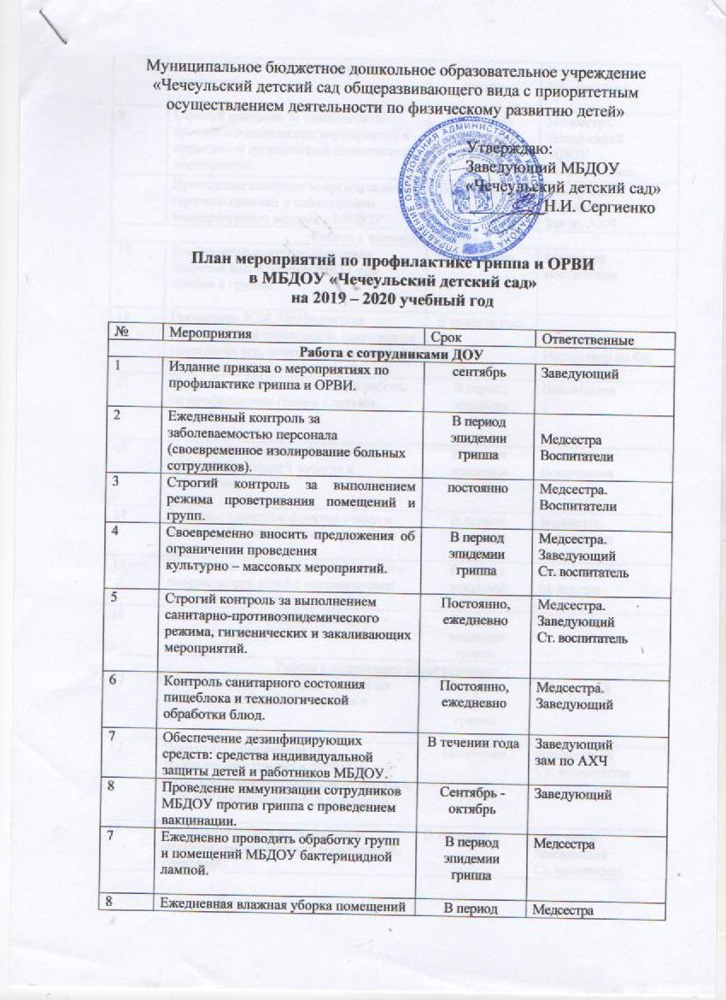 Муниципальное бюджетное дошкольное образовательное учреждение
«Чечеульский детский сад общеразвивающего вида с приоритетным
осуществлением деятельности по физическому развитию детей»
Утверждаю:
Заведующий МБДОУ
«Чечеульский детский сад»
Н.И. Сергиенко
План мероприятий по профилактике гриппа и ОРВИ
в МБДОУ «Чечеульский детский сад»
на 2019 – 2020 учебный год
№ Мероприятия Срок Ответственные
Работа с сотрудниками ДОУ
1 Издание приказа о мероприятиях по сентябрь Заведующий
профилактике гриппа и ОРВИ.
2 Ежедневный контроль за В период
заболеваемостью персонала эпидемии Медсестра
(своевременное изолирование больных гриппа Воспитатели
сотрудников).
3 Строгий контроль за выполнением постоянно Медсестра.
режима проветривания помещений и Воспитатели
групп.
4 Своевременно вносить предложения об В период Медсестра.
ограничении проведения эпидемии Заведующий
культурно – массовых мероприятий. гриппа Ст. воспитатель
5 Строгий контроль за выполнением Постоянно, Медсестра.
санитарно-противоэпидемического ежедневно Заведующий
режима, гигиенических и закаливающих Ст. воспитатель
мероприятий.
6 Контроль санитарного состояния Постоянно, Медсестра.
пищеблока и технологической ежедневно Заведующий
обработки блюд.
7 Обеспечение дезинфицирующих В течении года Заведующий
средств: средства индивидуальной зам по АХЧ
защиты детей и работников МБДОУ.
8 Проведение иммунизации сотрудников Сентябрь - Заведующий
МБДОУ против гриппа с проведением октябрь
вакцинации.
7 Ежедневно проводить обработку групп В период Медсестра
и помещений МБДОУ бактерицидной эпидемии
лампой. гриппа
8 Ежедневная влажная уборка помещений В период Медсестра